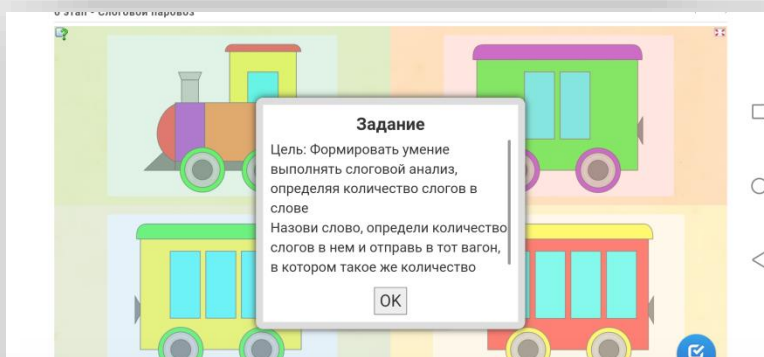 6 этап - Слоговой паровоз
Задание
Цель: Формировать умение
выполнять слоговой анализ,
определяя количество слогов в
слове
Назови слово, определи количество
слогов в нем и отправь в тот вагон,
в котором такое же количество
OK